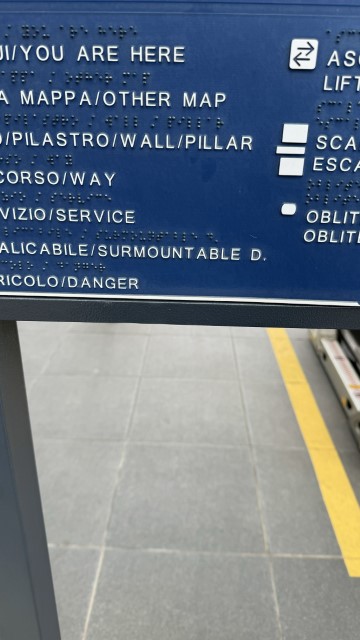 I/YOU ARE HERE
A MAPPA/OTHER MAP
/PILASTRO/WALL/PILLAR
CORSO/WAY
VIZIO/SERVICE
ALICABILE/SURMOUNTABLE D.
RICOLO/DANGER
ASC
LIFT
SCA
ESCA
OBLIT
OBLIT